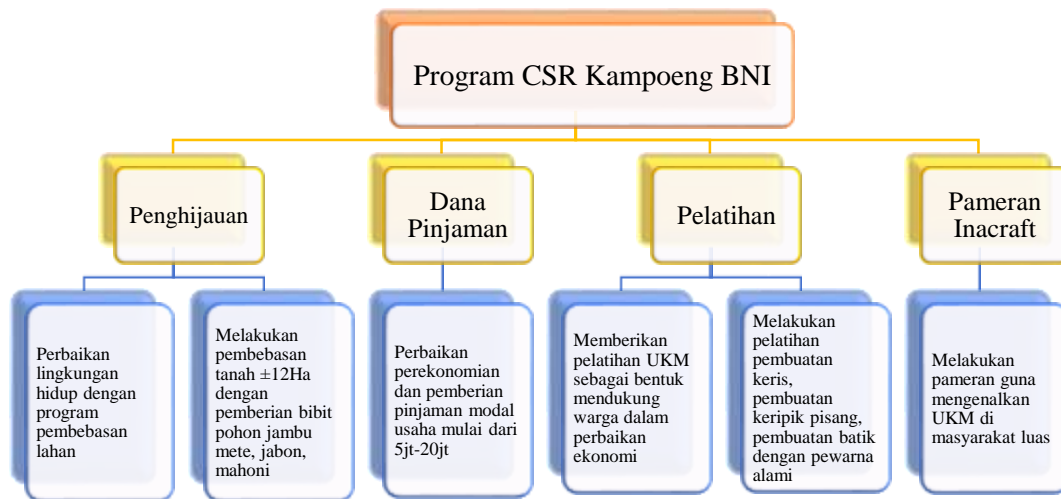 Program CSR Kampoeng BNI
Penghijauan
Dana
Pinjaman
Pelatihan
Pameran
Inacraft
Perbaikan
lingkungan
hidup dengan
program
pembebasan
lahan
Melakukan
pembebasan
tanah ±12Ha
dengan
pemberian bibit
pohon jambu
mete, jabon,
mahoni
Perbaikan
perekonomian
dan pemberian
pinjaman modal
usaha mulai dari
5jt-20jt
Memberikan
pelatihan UKM
sebagai bentuk
mendukung
warga dalam
perbaikan
ekonomi
Melakukan
pelatihan
pembuatan
keris,
pembuatan
keripik pisang,
pembuatan batik
dengan pewarna
alami
Melakukan
pameran guna
mengenalkan
UKM di
masyarakat luas